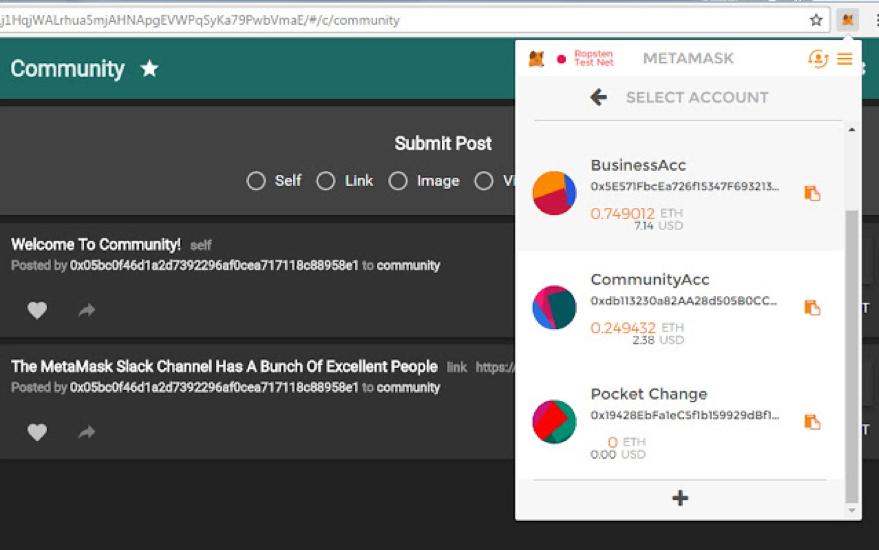 j1HqjWALrhua5mjAHNApgEVWPqSyKa79PwbVmaE/#/c/community
Community
Submit Post
Self Link Image
Welcome To Community! self
Posted by 0x05bc0f46d1a2d7392296af0cea717118c88958e1 to community
The MetaMask Slack Channel Has A Bunch Of Excellent People link https:/
Posted by 0x05bc0f46d1a2d7392296af0cea717118c88958e1 to community
Ropsten
Test Net
METAMASK
SELECT ACCOUNT
BusinessAcc
0x5E571FbcEa726f15347F693213...
0.749012 ETH
7.14 USD
CommunityAcc
0xdb113230a82AA28d505B0CC...
0.249432 ETH
2.38 USD
Pocket Change
0x19428EbFa1eC5f1b159929dBf1...
0 ETH
0.00 USD